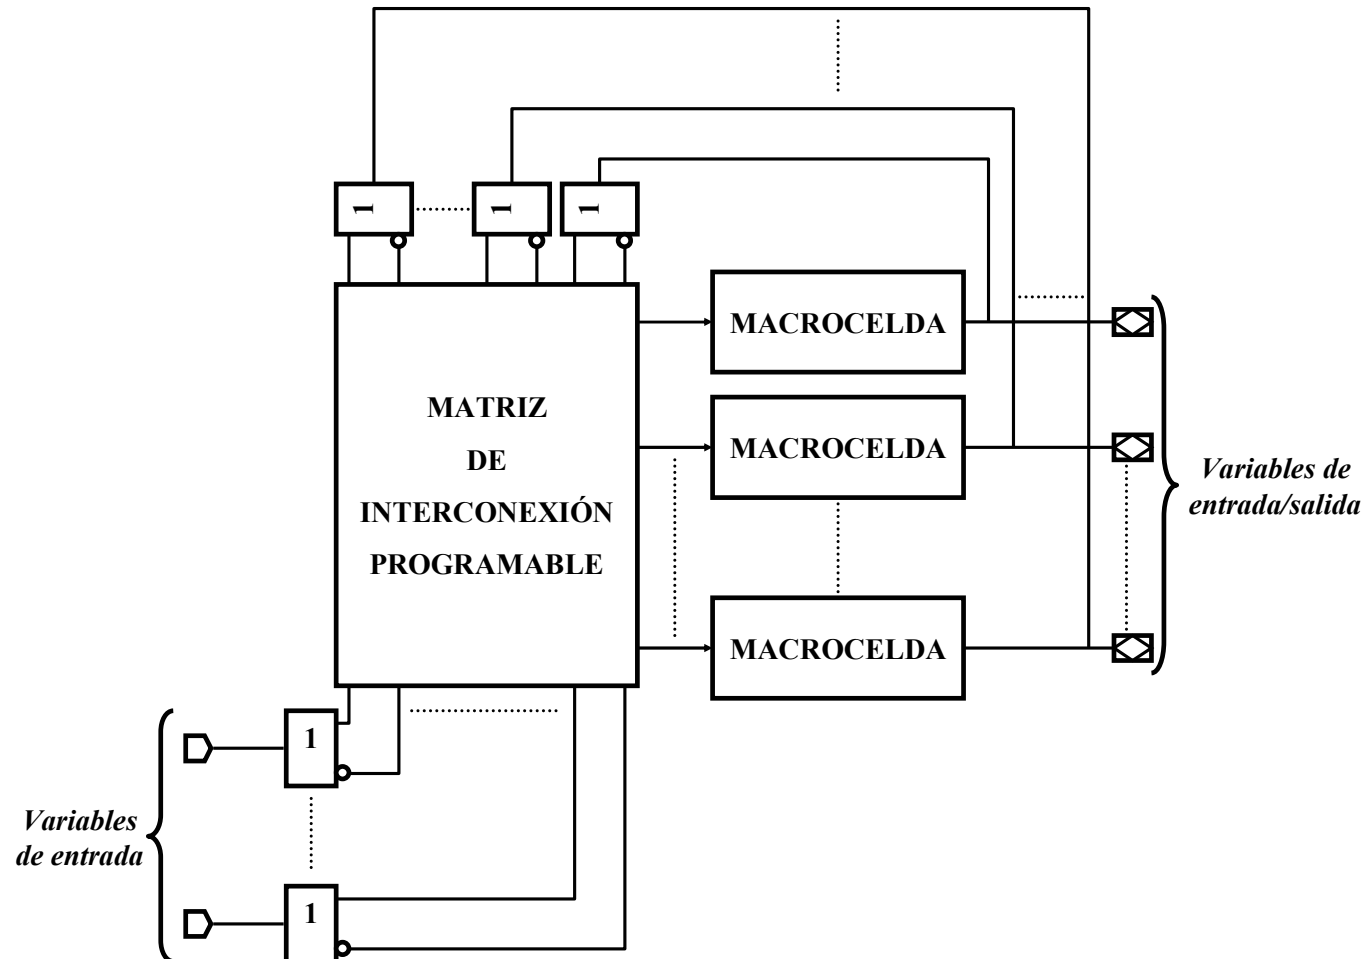 1
1
1
MACROCELDA
MATRIZ
DE
INTERCONEXIÓN
PROGRAMABLE
MACROCELDA
MACROCELDA
Variables de
entrada/salida
1
Variables
de entrada
1